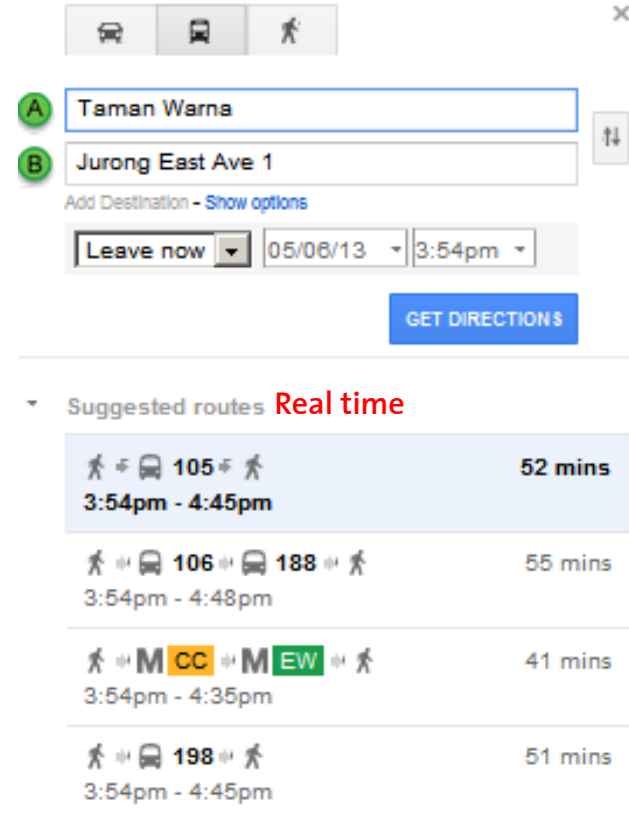 A Taman Warna
B Jurong East Ave 1
Add Destination - Show options
Leave now 05/06/13 3:54pm
GET DIRECTIONS
Suggested routes Real time
105 52 mins
3:54pm - 4:45pm
106 188 55 mins
3:54pm - 4:48pm
M CC M EW 41 mins
3:54pm - 4:35pm
198 51 mins
3:54pm - 4:45pm